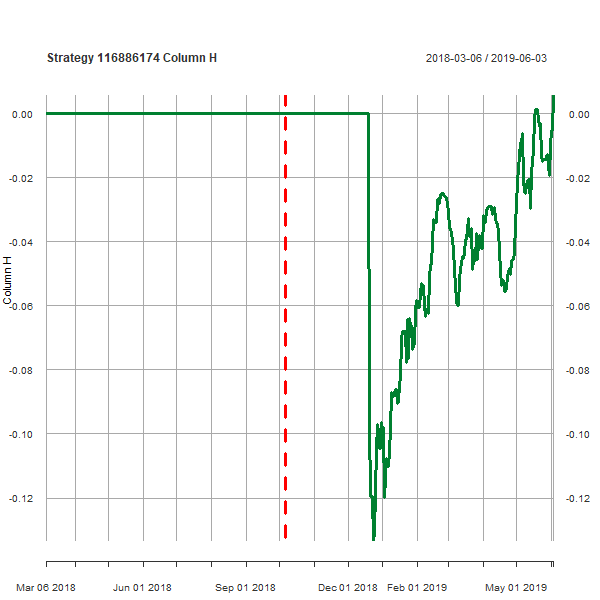 Strategy 116886174 Column H
2018-03-06 / 2019-06-03
0.00 0.00
-0.02 -0.02
-0.04 -0.04
Column H
-0.06 -0.06
-0.08 -0.08
-0.10 -0.10
-0.12 -0.12
Mar 06 2018 Jun 01 2018 Sep 01 2018 Dec 01 2018 Feb 01 2019 May 01 2019